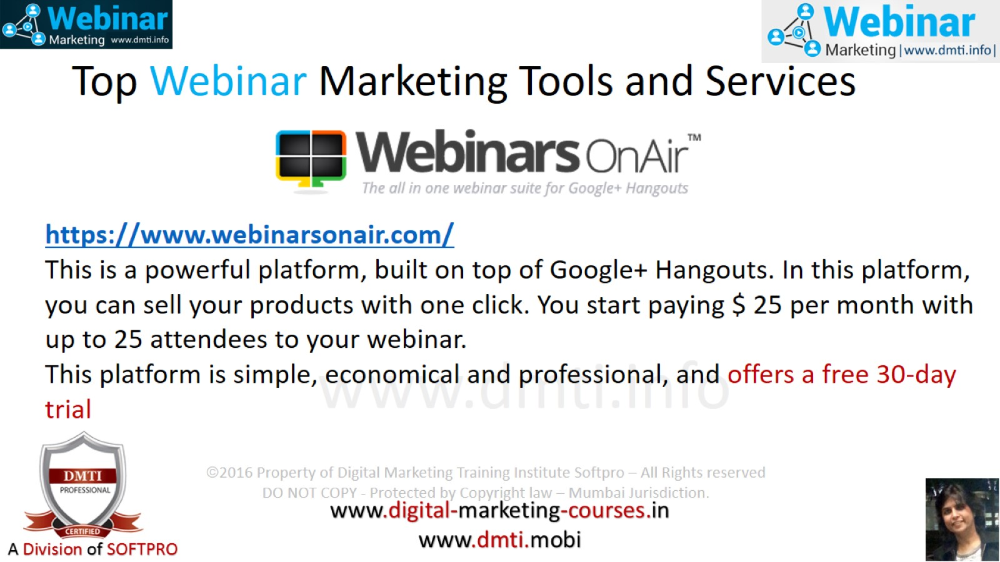 Webinar
Marketing www.dmti.info
Webinar
Marketing|www.dmti.info|
Top Webinar Marketing Tools and Services
Webinars OnAir™
The all in one webinar suite for Google+ Hangouts
https://www.webinarsonair.com/
This is a powerful platform, built on top of Google+ Hangouts. In this platform,
you can sell your products with one click. You start paying $ 25 per month with
up to 25 attendees to your webinar.
This platform is simple, economical and professional, and offers a free 30-day
trial
www.dmti.info
DMTI
PROFESSIONAL
CERTIFIED
A Division of SOFTPRO
©2016 Property of Digital Marketing Training Institute Softpro – All Rights reserved
DO NOT COPY - Protected by Copyright law – Mumbai Jurisdiction.
www.digital-marketing-courses.in
www.dmti.mobi